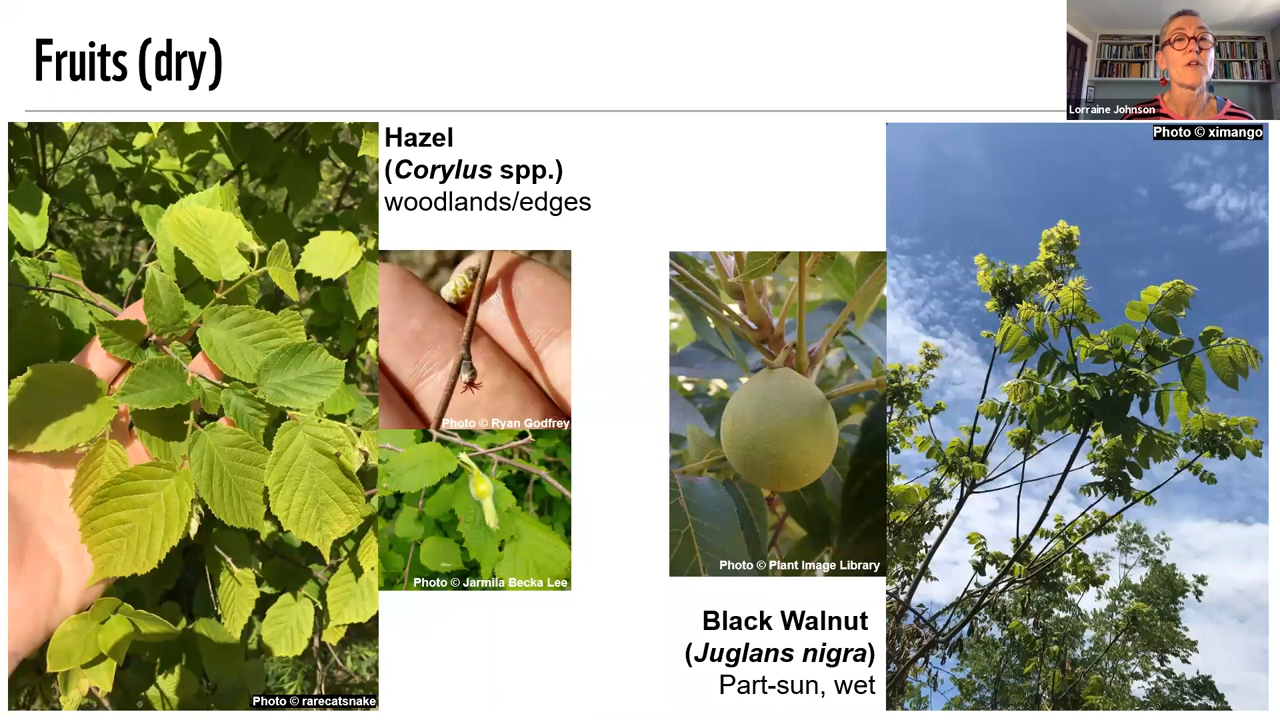 Fruits (dry)
Lorraine Johnson
Hazel
(Corylus spp.)
woodlands/edges
Photo © ximango
Photo © Ryan Godfrey
Photo © Jarmila Becka Lee
Photo © Plant Image Library
Black Walnut
(Juglans nigra)
Part-sun, wet
Photo © rarecatsnake